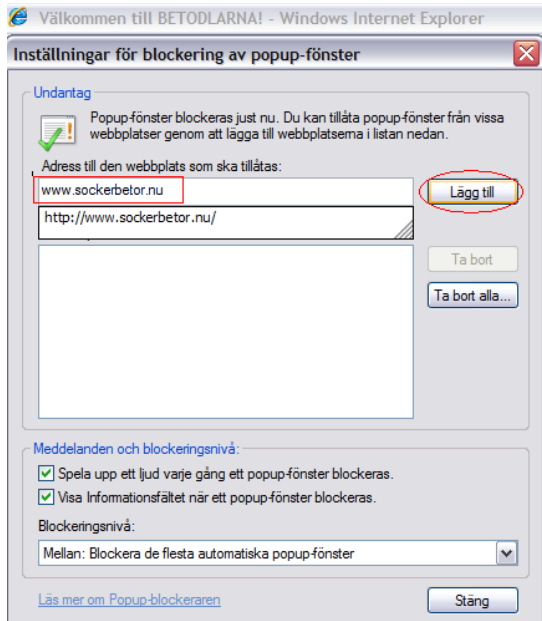 Välkommen till BETODLARNA! - Windows Internet Explorer
Inställningar för blockering av popup-fönster
Undantag
Popup-fönster blockeras just nu. Du kan tillåta popup-fönster från vissa
webbplatser genom att lägga till webbplatserna i listan nedan.
Adress till den webbplats som ska tillåtas:
www.sockerbetor.nu
Lägg till
http://www.sockerbetor.nu/
Ta bort
Ta bort alla...
Meddelanden och blockeringsnivå:
Spela upp ett ljud varje gång ett popup-fönster blockeras.
Visa Informationsfältet när ett popup-fönster blockeras.
Blockeringsnivå:
Mellan: Blockera de flesta automatiska popup-fönster
Läs mer om Popup-blockeraren
Stäng